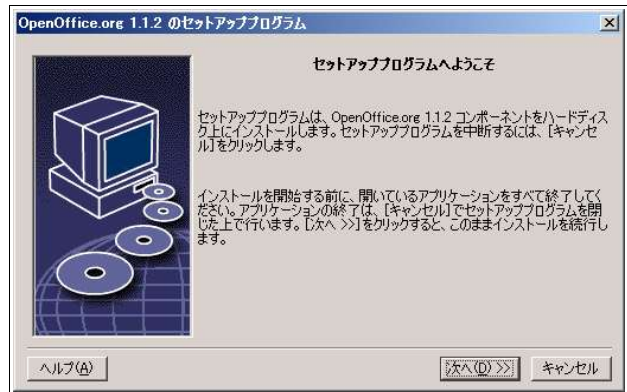 OpenOffice.org 1.1.2 のセットアッププログラム
セットアッププログラムへようこそ
セットアッププログラムは、OpenOffice.org 1.1.2 コンポーネントをハードディス
ク上にインストールします。セットアッププログラムを中断するには、[キャンセ
ル]をクリックします。
インストールを開始する前に、開いているアプリケーションをすべて終了してく
ださい。アプリケーションの終了は、[キャンセル]でセットアッププログラムを閉
じた上で行います。[次へ >>]をクリックすると、このままインストールを続行し
ます。
ヘルプ(A)
次へ(D) >>
キャンセル